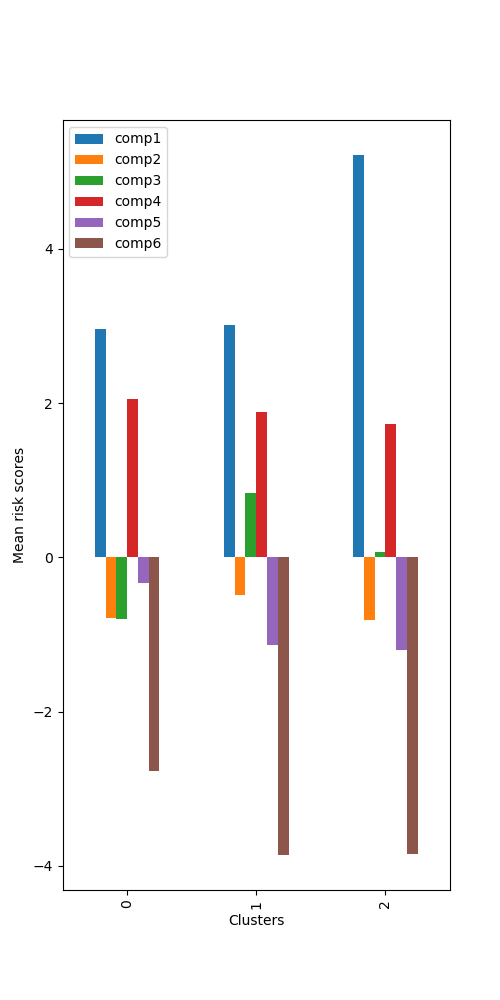 comp1
comp2
comp3
comp4
comp5
comp6
4
2
0
−2
−4
Mean risk scores
0
1
2
Clusters